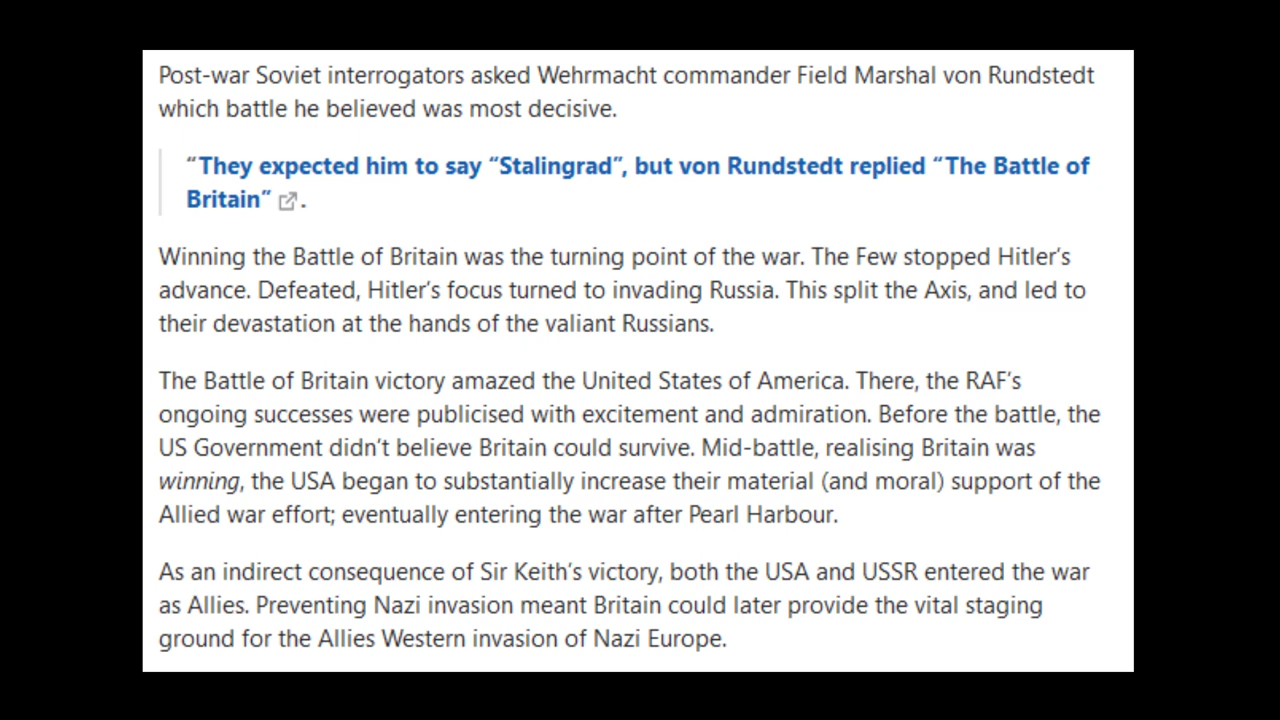 Post-war Soviet interrogators asked Wehrmacht commander Field Marshal von Rundstedt
which battle he believed was most decisive.
“They expected him to say “Stalingrad”, but von Rundstedt replied “The Battle of
Britain” .
Winning the Battle of Britain was the turning point of the war. The Few stopped Hitler’s
advance. Defeated, Hitler’s focus turned to invading Russia. This split the Axis, and led to
their devastation at the hands of the valiant Russians.
The Battle of Britain victory amazed the United States of America. There, the RAF’s
ongoing successes were publicised with excitement and admiration. Before the battle, the
US Government didn’t believe Britain could survive. Mid-battle, realising Britain was
winning, the USA began to substantially increase their material (and moral) support of the
Allied war effort; eventually entering the war after Pearl Harbour.
As an indirect consequence of Sir Keith’s victory, both the USA and USSR entered the war
as Allies. Preventing Nazi invasion meant Britain could later provide the vital staging
ground for the Allies Western invasion of Nazi Europe.